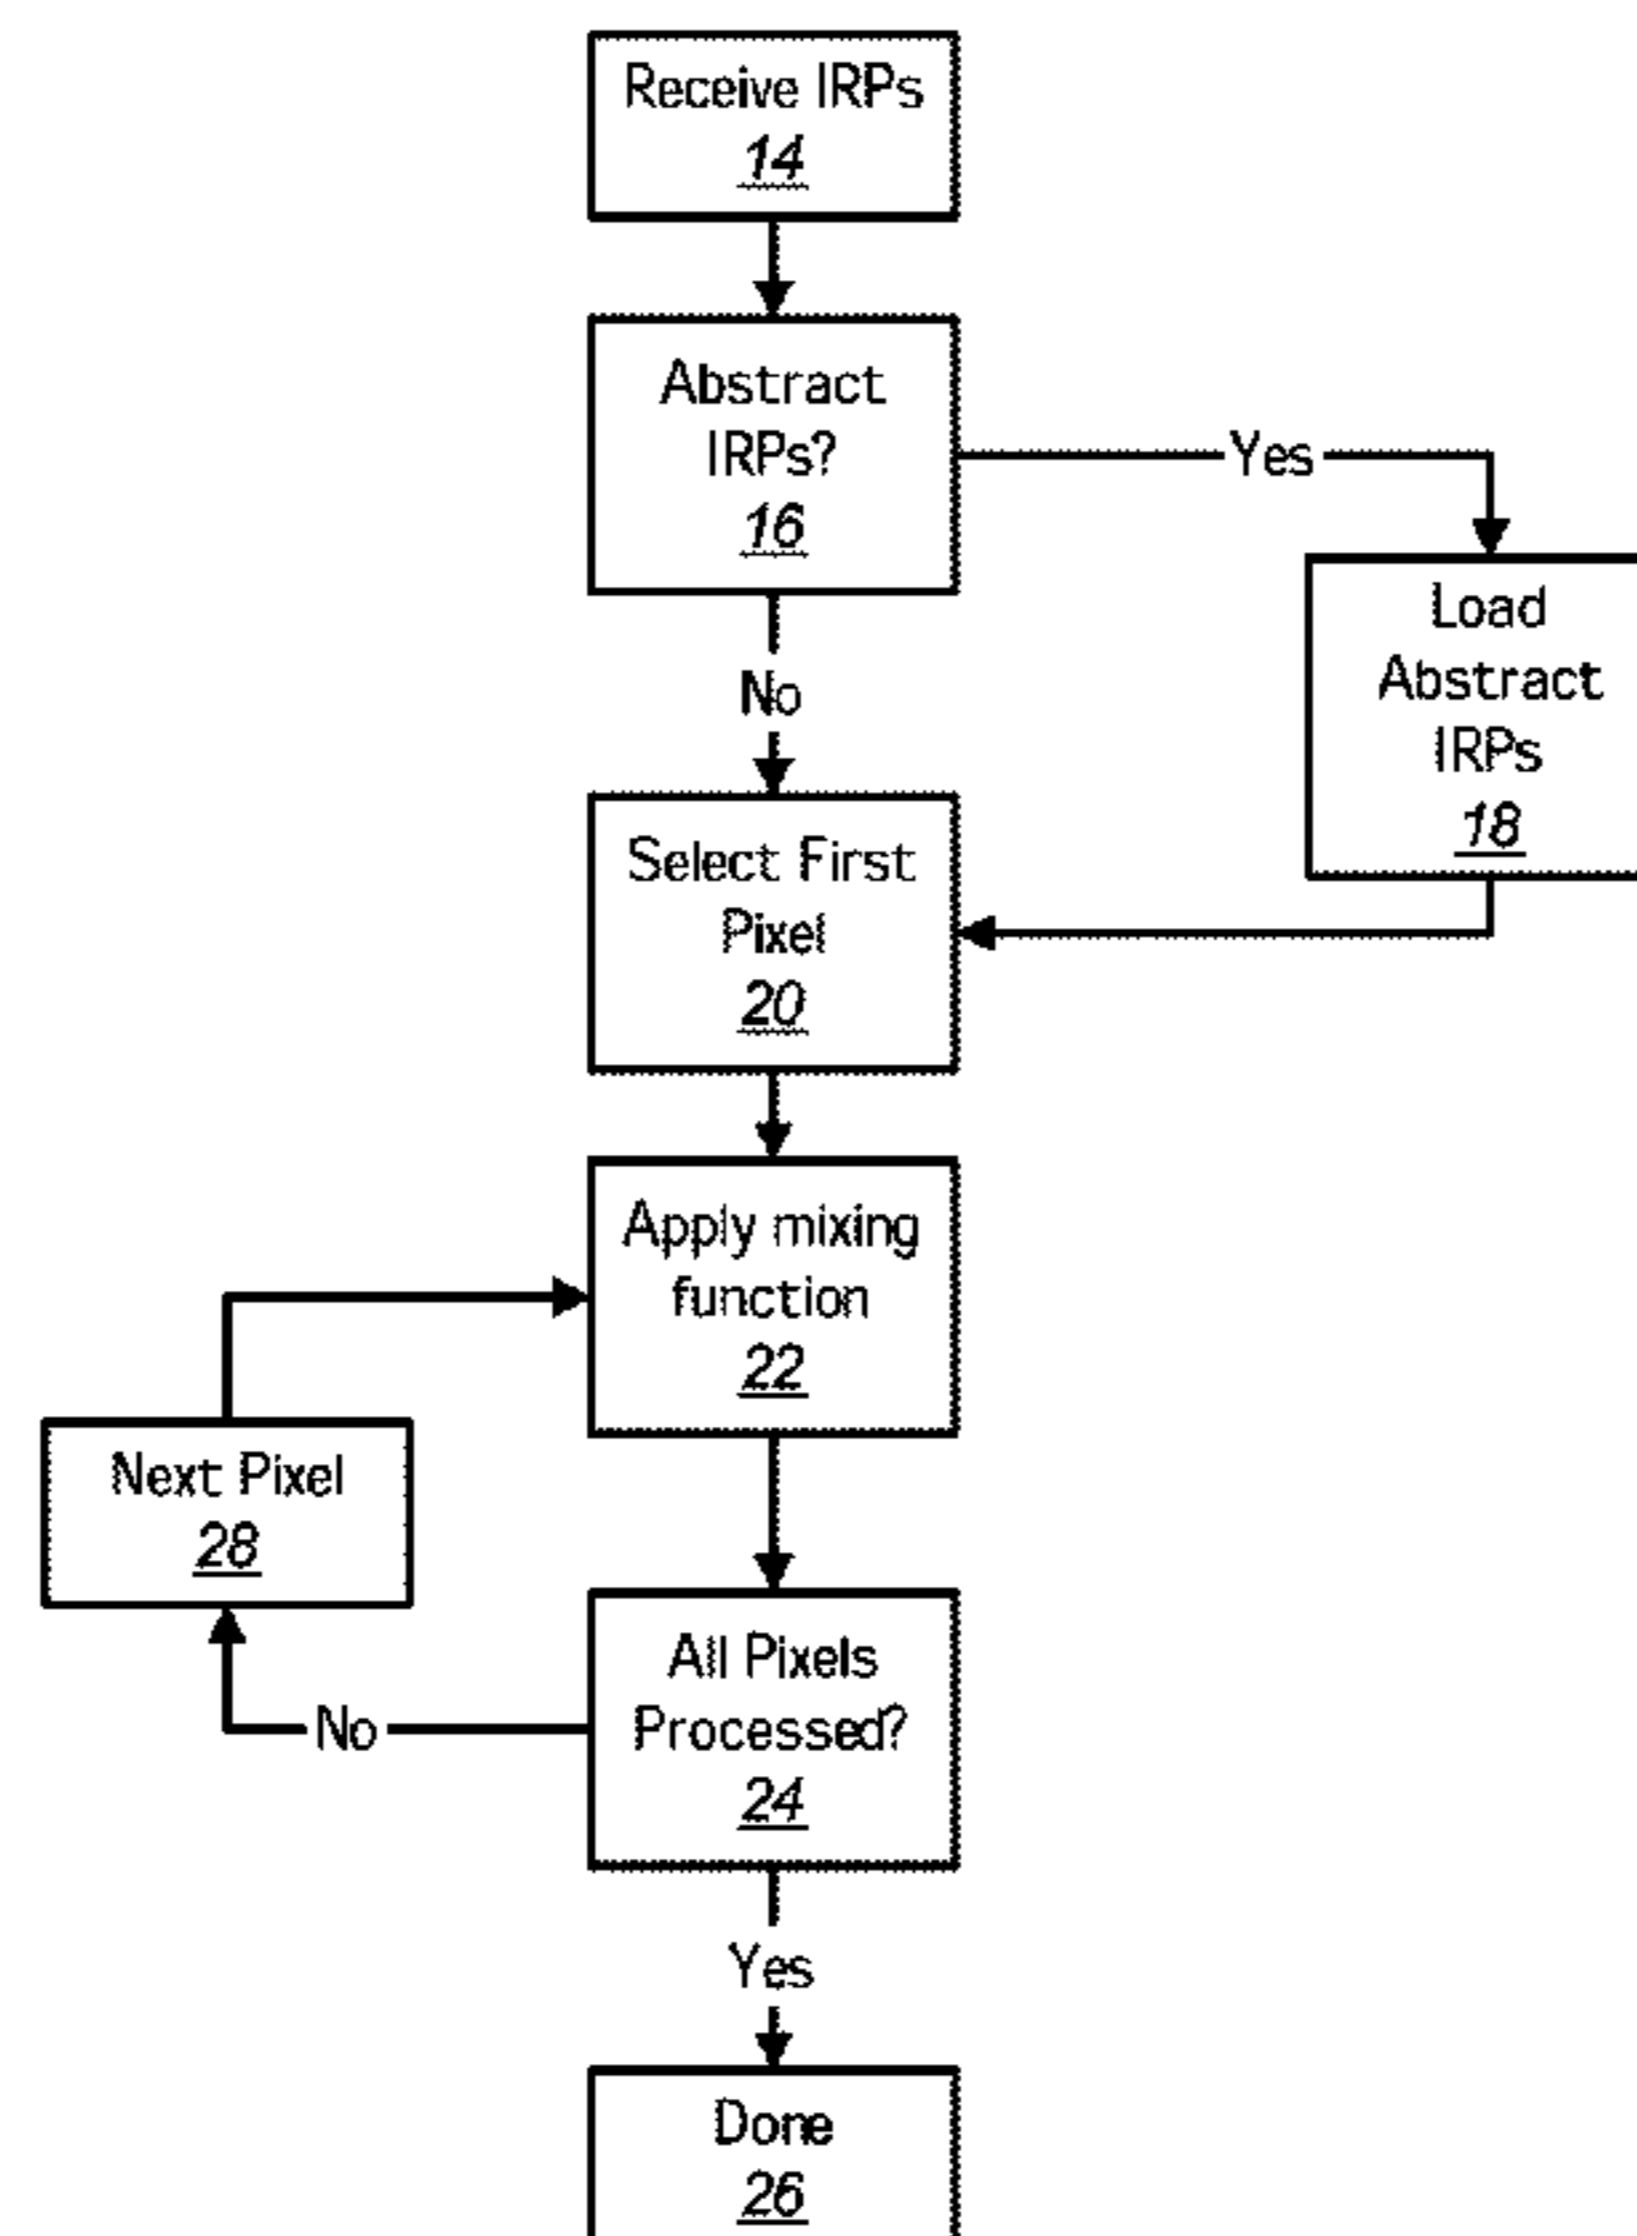 Receive IRPs
14
Abstract
IRPs?
16
Yes
Load
Abstract
IRPs
18
No
Select First
Pixel
20
Apply mixing
function
22
Next Pixel
28
All Pixels
Processed?
24
No
Yes
Done
26